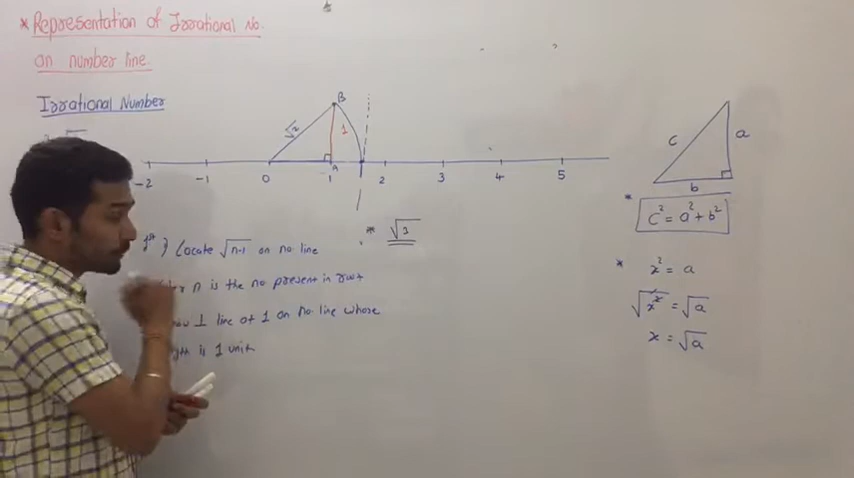 * Representation of Irrational No.
on number line
Irrational Number
B
√2
1
A
-2 -1 0 1 2 3 4 5
c a
b
* c² = a² + b²
1st } Locate √n-1 on no. line
n is the no present in root
⊥ line at 1 on no. line whose
is 1 unit
* √3
* x² = a
√x² = √a
x = √a